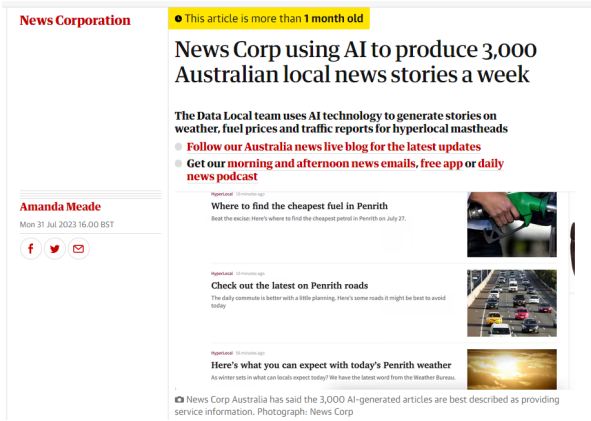 News Corporation
This article is more than 1 month old
News Corp using AI to produce 3,000
Australian local news stories a week
The Data Local team uses AI technology to generate stories on
weather, fuel prices and traffic reports for hyperlocal mastheads
Follow our Australia news live blog for the latest updates
Get our morning and afternoon news emails, free app or daily
news podcast
Amanda Meade
Mon 31 Jul 2023 16.00 BST
HyperLocal
Where to find the cheapest fuel in Penrith
Beat the excise: Here's where to find the cheapest petrol in Penrith on July 27.
HyperLocal
Check out the latest on Penrith roads
The daily commute is better with a little planning. Here's some roads it might be best to avoid
today
HyperLocal
Here's what you can expect with today's Penrith weather
As winter sets in what can locals expect today? We have the latest word from the Weather Bureau.
News Corp Australia has said the 3,000 AI-generated articles are best described as providing
service information. Photograph: News Corp